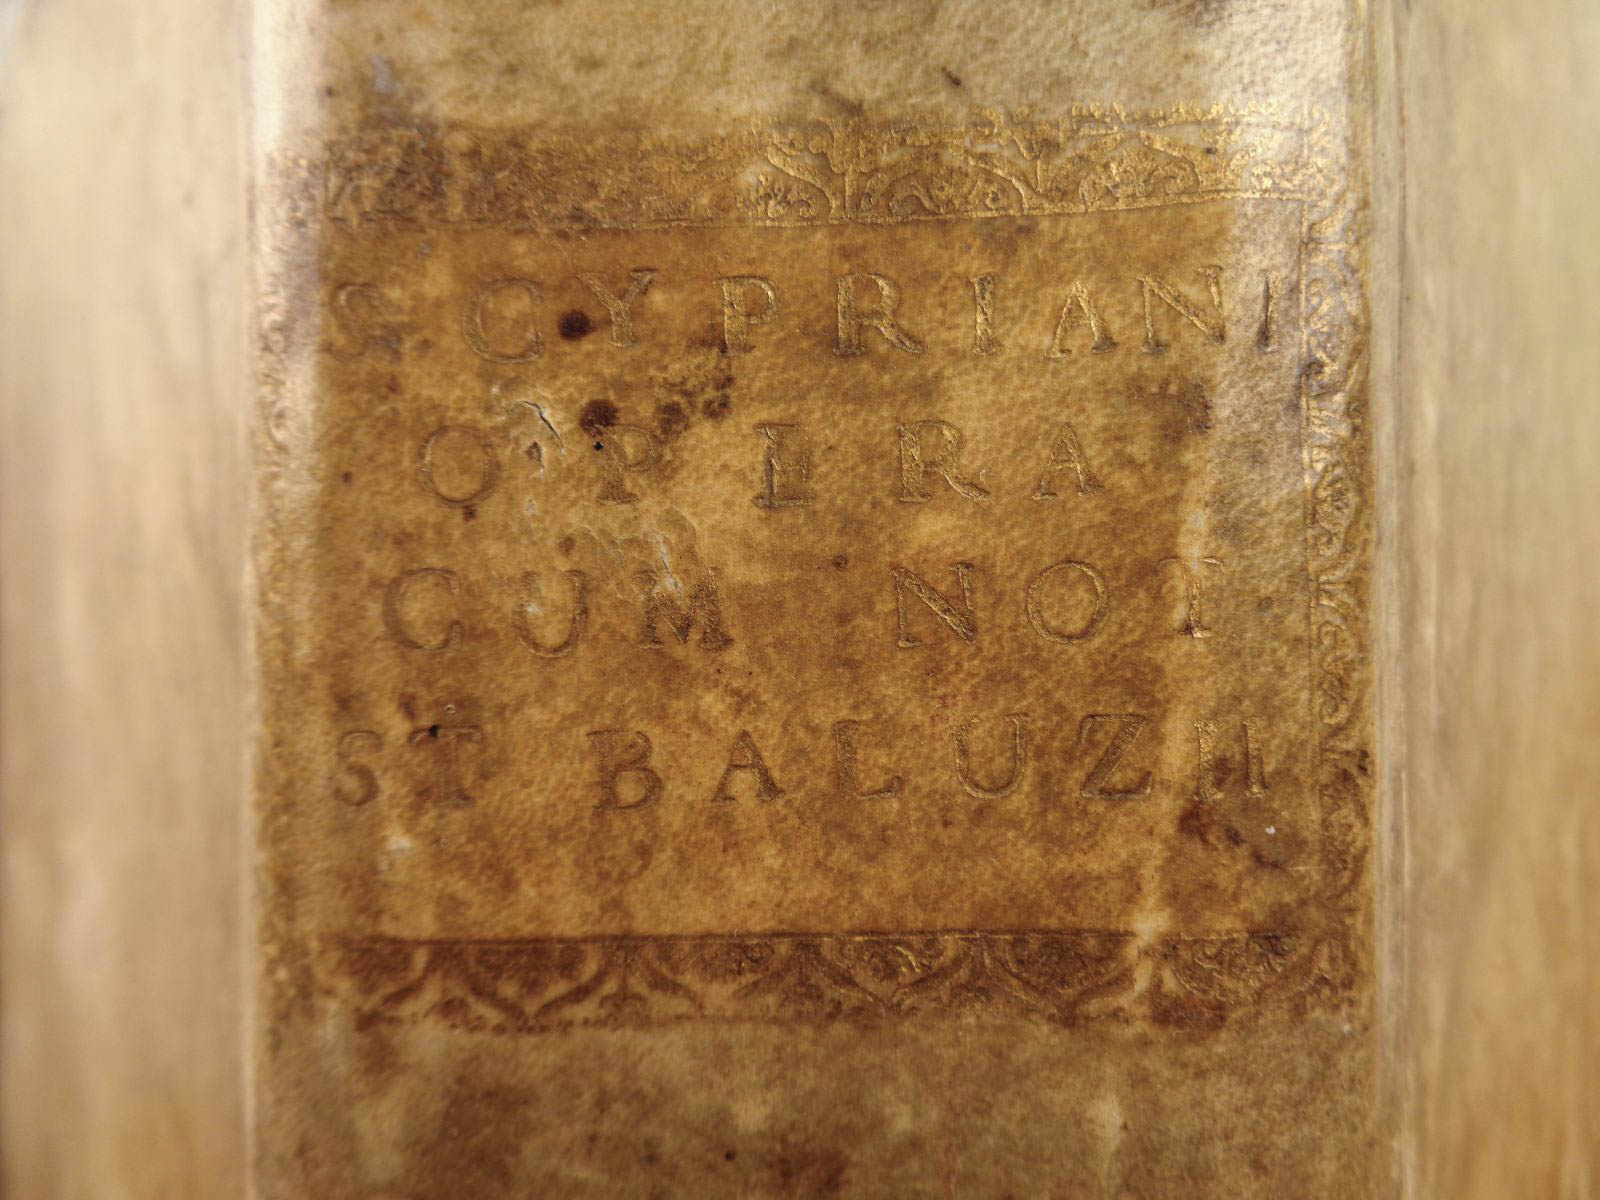 S CYPRIANI
OPERA
CUM NOT
ST BALUZII